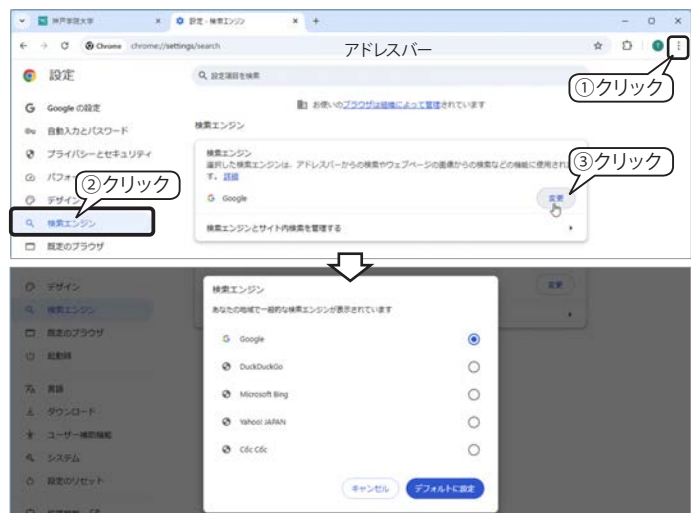 神戸学院大学
設定 - 検索エンジン
Chrome
chrome://settings/search
アドレスバー
設定
設定項目を検索
①クリック
お使いのブラウザは組織によって管理されています
Google の設定
自動入力とパスワード
プライバシーとセキュリティ
パフォー
②クリック
デザイン
検索エンジン
既定のブラウザ
検索エンジン
検索エンジン
選択した検索エンジンは、アドレスバーからの検索やウェブページの画像からの検索などの機能に使用され
す。 詳細
③クリック
Google
変更
検索エンジンとサイト内検索を管理する
デザイン
検索エンジン
既定のブラウザ
起動時
言語
ダウンロード
ユーザー補助機能
システム
設定のリセット
変更
検索エンジン
あなたの地域で一般的な検索エンジンが表示されています
Google
DuckDuckGo
Microsoft Bing
Yahoo! JAPAN
Cốc Cốc
キャンセル
デフォルトに設定